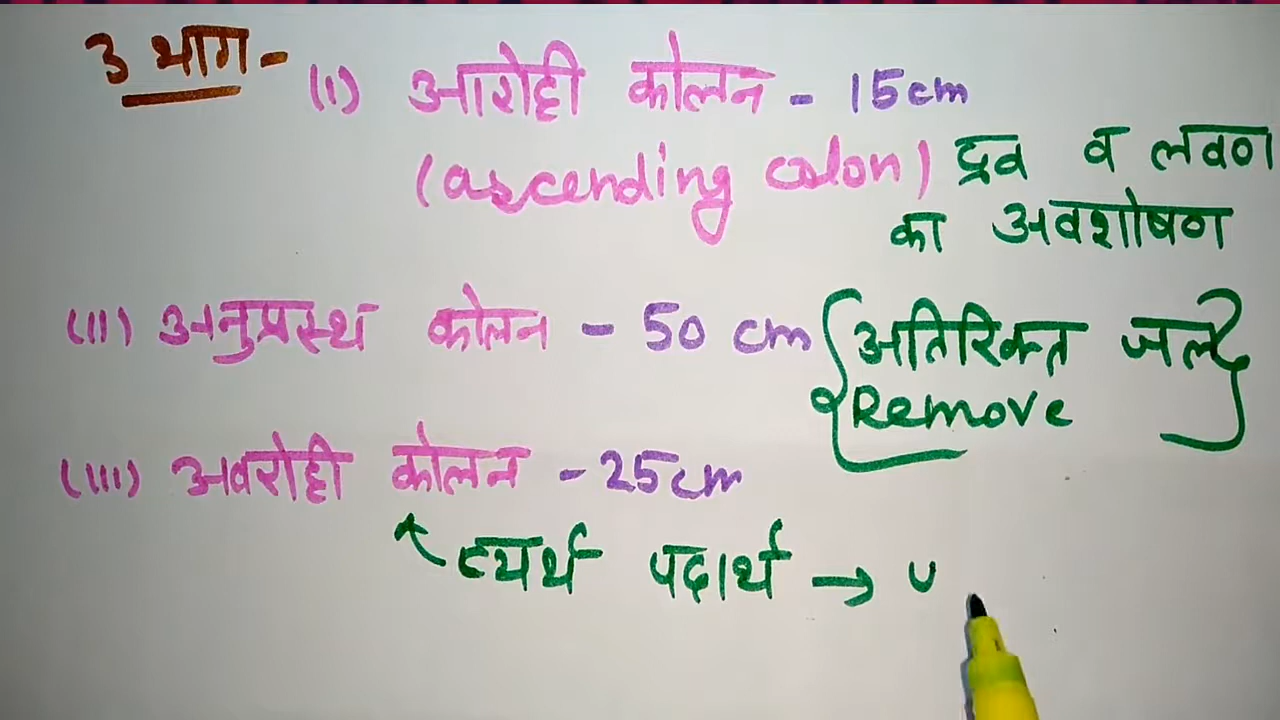 3 भाग -
(i) आरोही कोलन - 15cm
(ascending colon)
द्रव व लवण
का अवशोषण
(ii) अनुप्रस्थ कोलन - 50 cm
{अतिरिक्त जल}
Remove
(iii) अवरोही कोलन - 25cm
व्यर्थ पदार्थ →